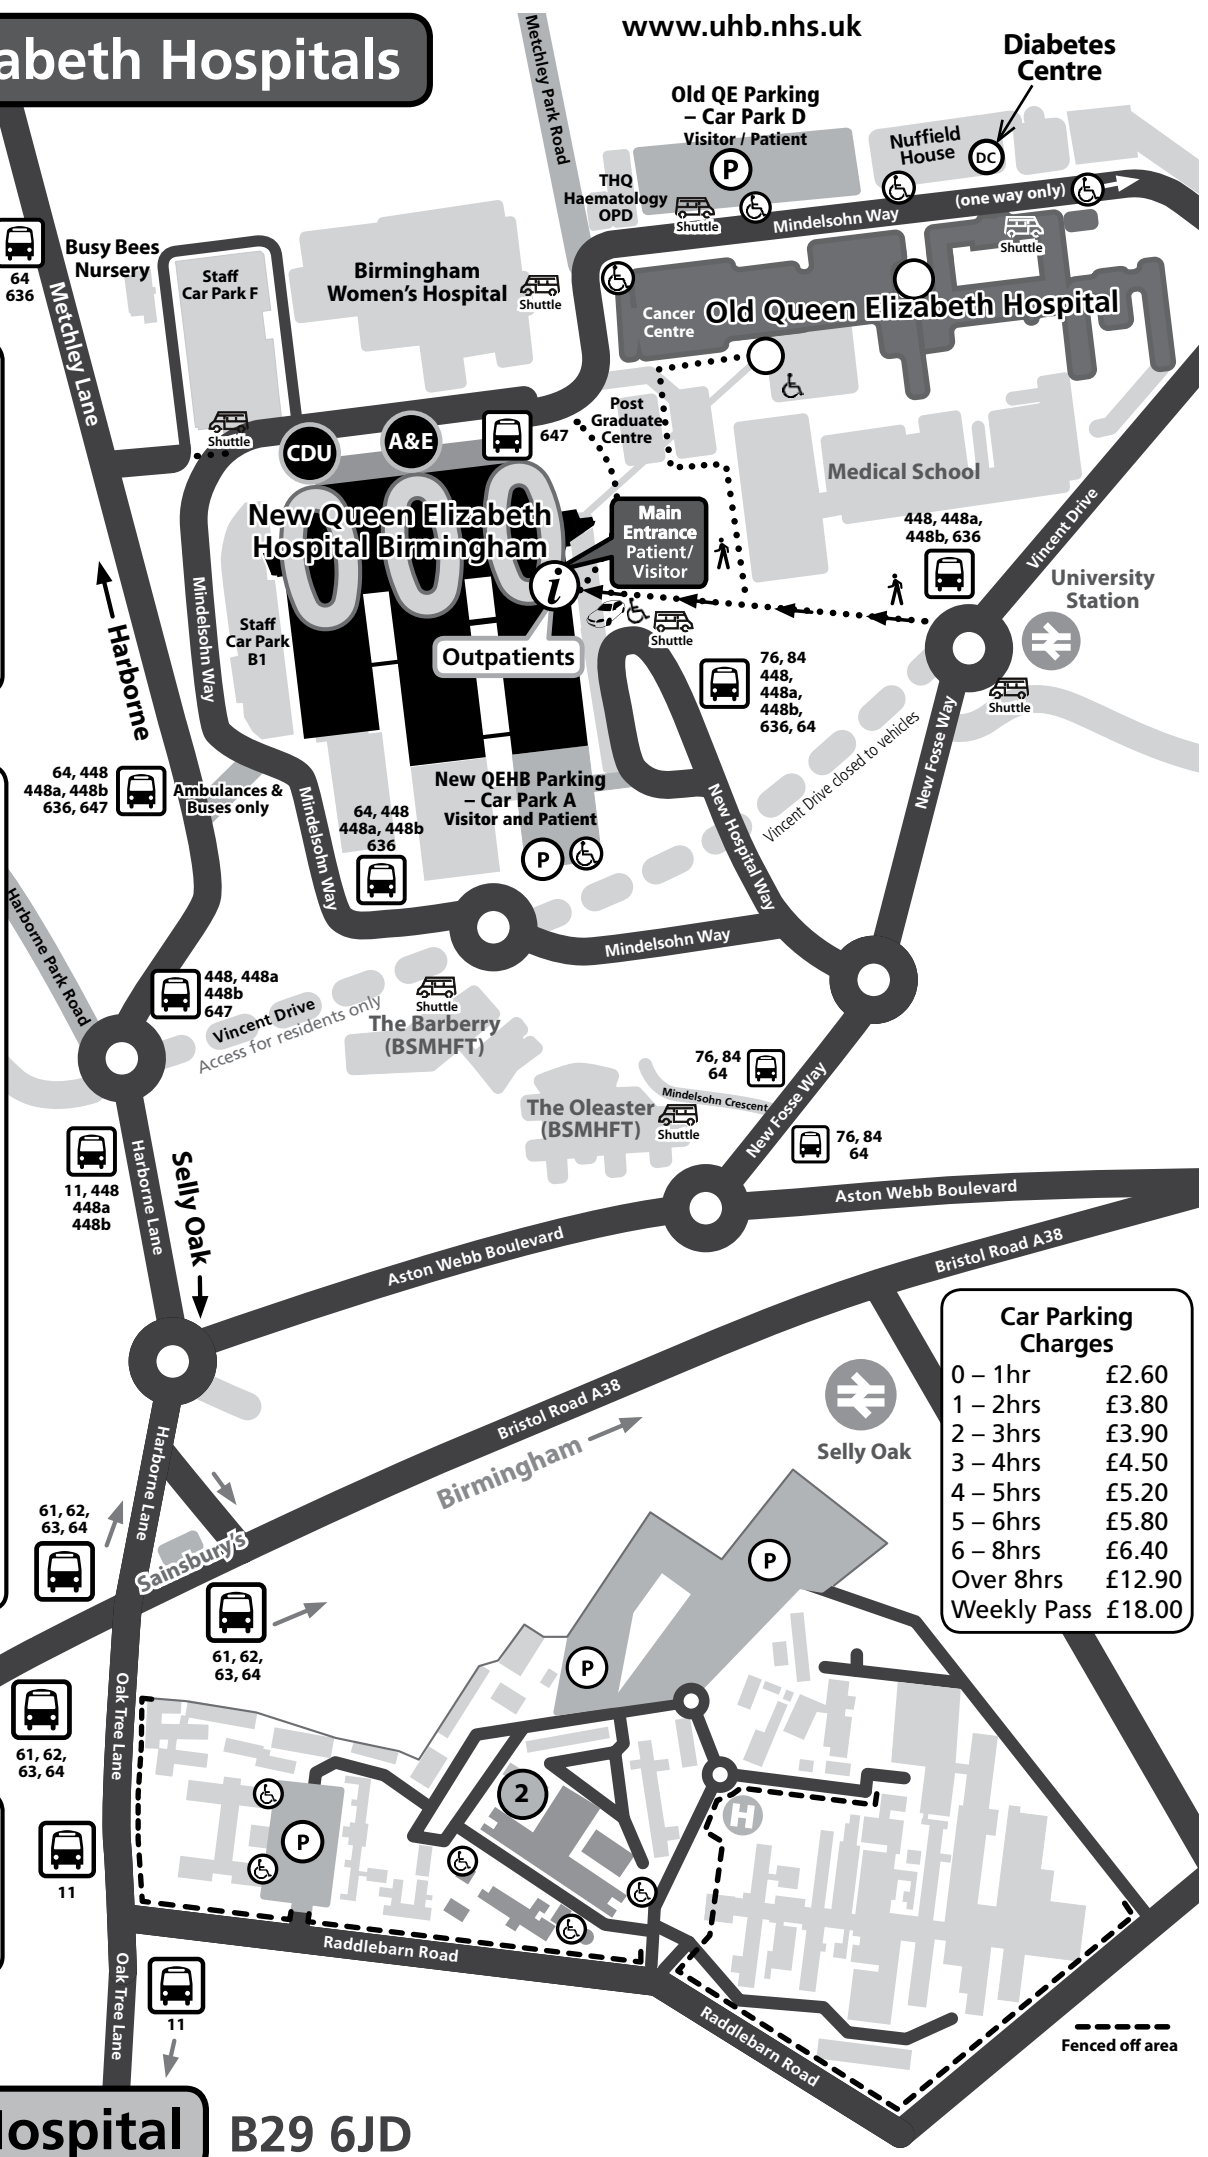 abeth Hospitals
www.uhb.nhs.uk
Metchley Park Road
Diabetes
Centre
Old QE Parking
– Car Park D
Visitor / Patient
P
Nuffield
House
DC
THQ
Haematology
OPD
Shuttle
Mindelsohn Way
(one way only)
Shuttle
64
636
Busy Bees
Nursery
Staff
Car Park F
Birmingham
Women's Hospital
Shuttle
Cancer
Centre
Old Queen Elizabeth Hospital
Metchley Lane
Shuttle
CDU
A&E
647
Post
Graduate
Centre
Medical School
New Queen Elizabeth
Hospital Birmingham
Main
Entrance
Patient/
Visitor
448, 448a,
448b, 636
Vincent Drive
University
Station
i
Mindelsohn Way
Harborne
Staff
Car Park
B1
Outpatients
Shuttle
76, 84
448,
448a,
448b,
636, 64
Shuttle
Vincent Drive closed to vehicles
New Fosse Way
64, 448
448a, 448b
636, 647
Ambulances &
Buses only
New QEHB Parking
– Car Park A
Visitor and Patient
P
64, 448
448a, 448b
636
Mindelsohn Way
New Hospital Way
Mindelsohn Way
Harborne Park Road
448, 448a
448b
647
Vincent Drive
Access for residents only
Shuttle
The Barberry
(BSMHFT)
76, 84
64
Mindelsohn Crescent
The Oleaster
(BSMHFT)
Shuttle
New Fosse Way
76, 84
64
11, 448
448a
448b
Harborne Lane
Selly Oak
Aston Webb Boulevard
Aston Webb Boulevard
Bristol Road A38
Car Parking
Charges
0 – 1hr £2.60
1 – 2hrs £3.80
2 – 3hrs £3.90
3 – 4hrs £4.50
4 – 5hrs £5.20
5 – 6hrs £5.80
6 – 8hrs £6.40
Over 8hrs £12.90
Weekly Pass £18.00
Bristol Road A38
Birmingham
Selly Oak
Harborne Lane
61, 62,
63, 64
Sainsbury's
61, 62,
63, 64
P
P
61, 62,
63, 64
Oak Tree Lane
2
P
H
11
Raddlebarn Road
Oak Tree Lane
11
Raddlebarn Road
Fenced off area
Hospital
B29 6JD